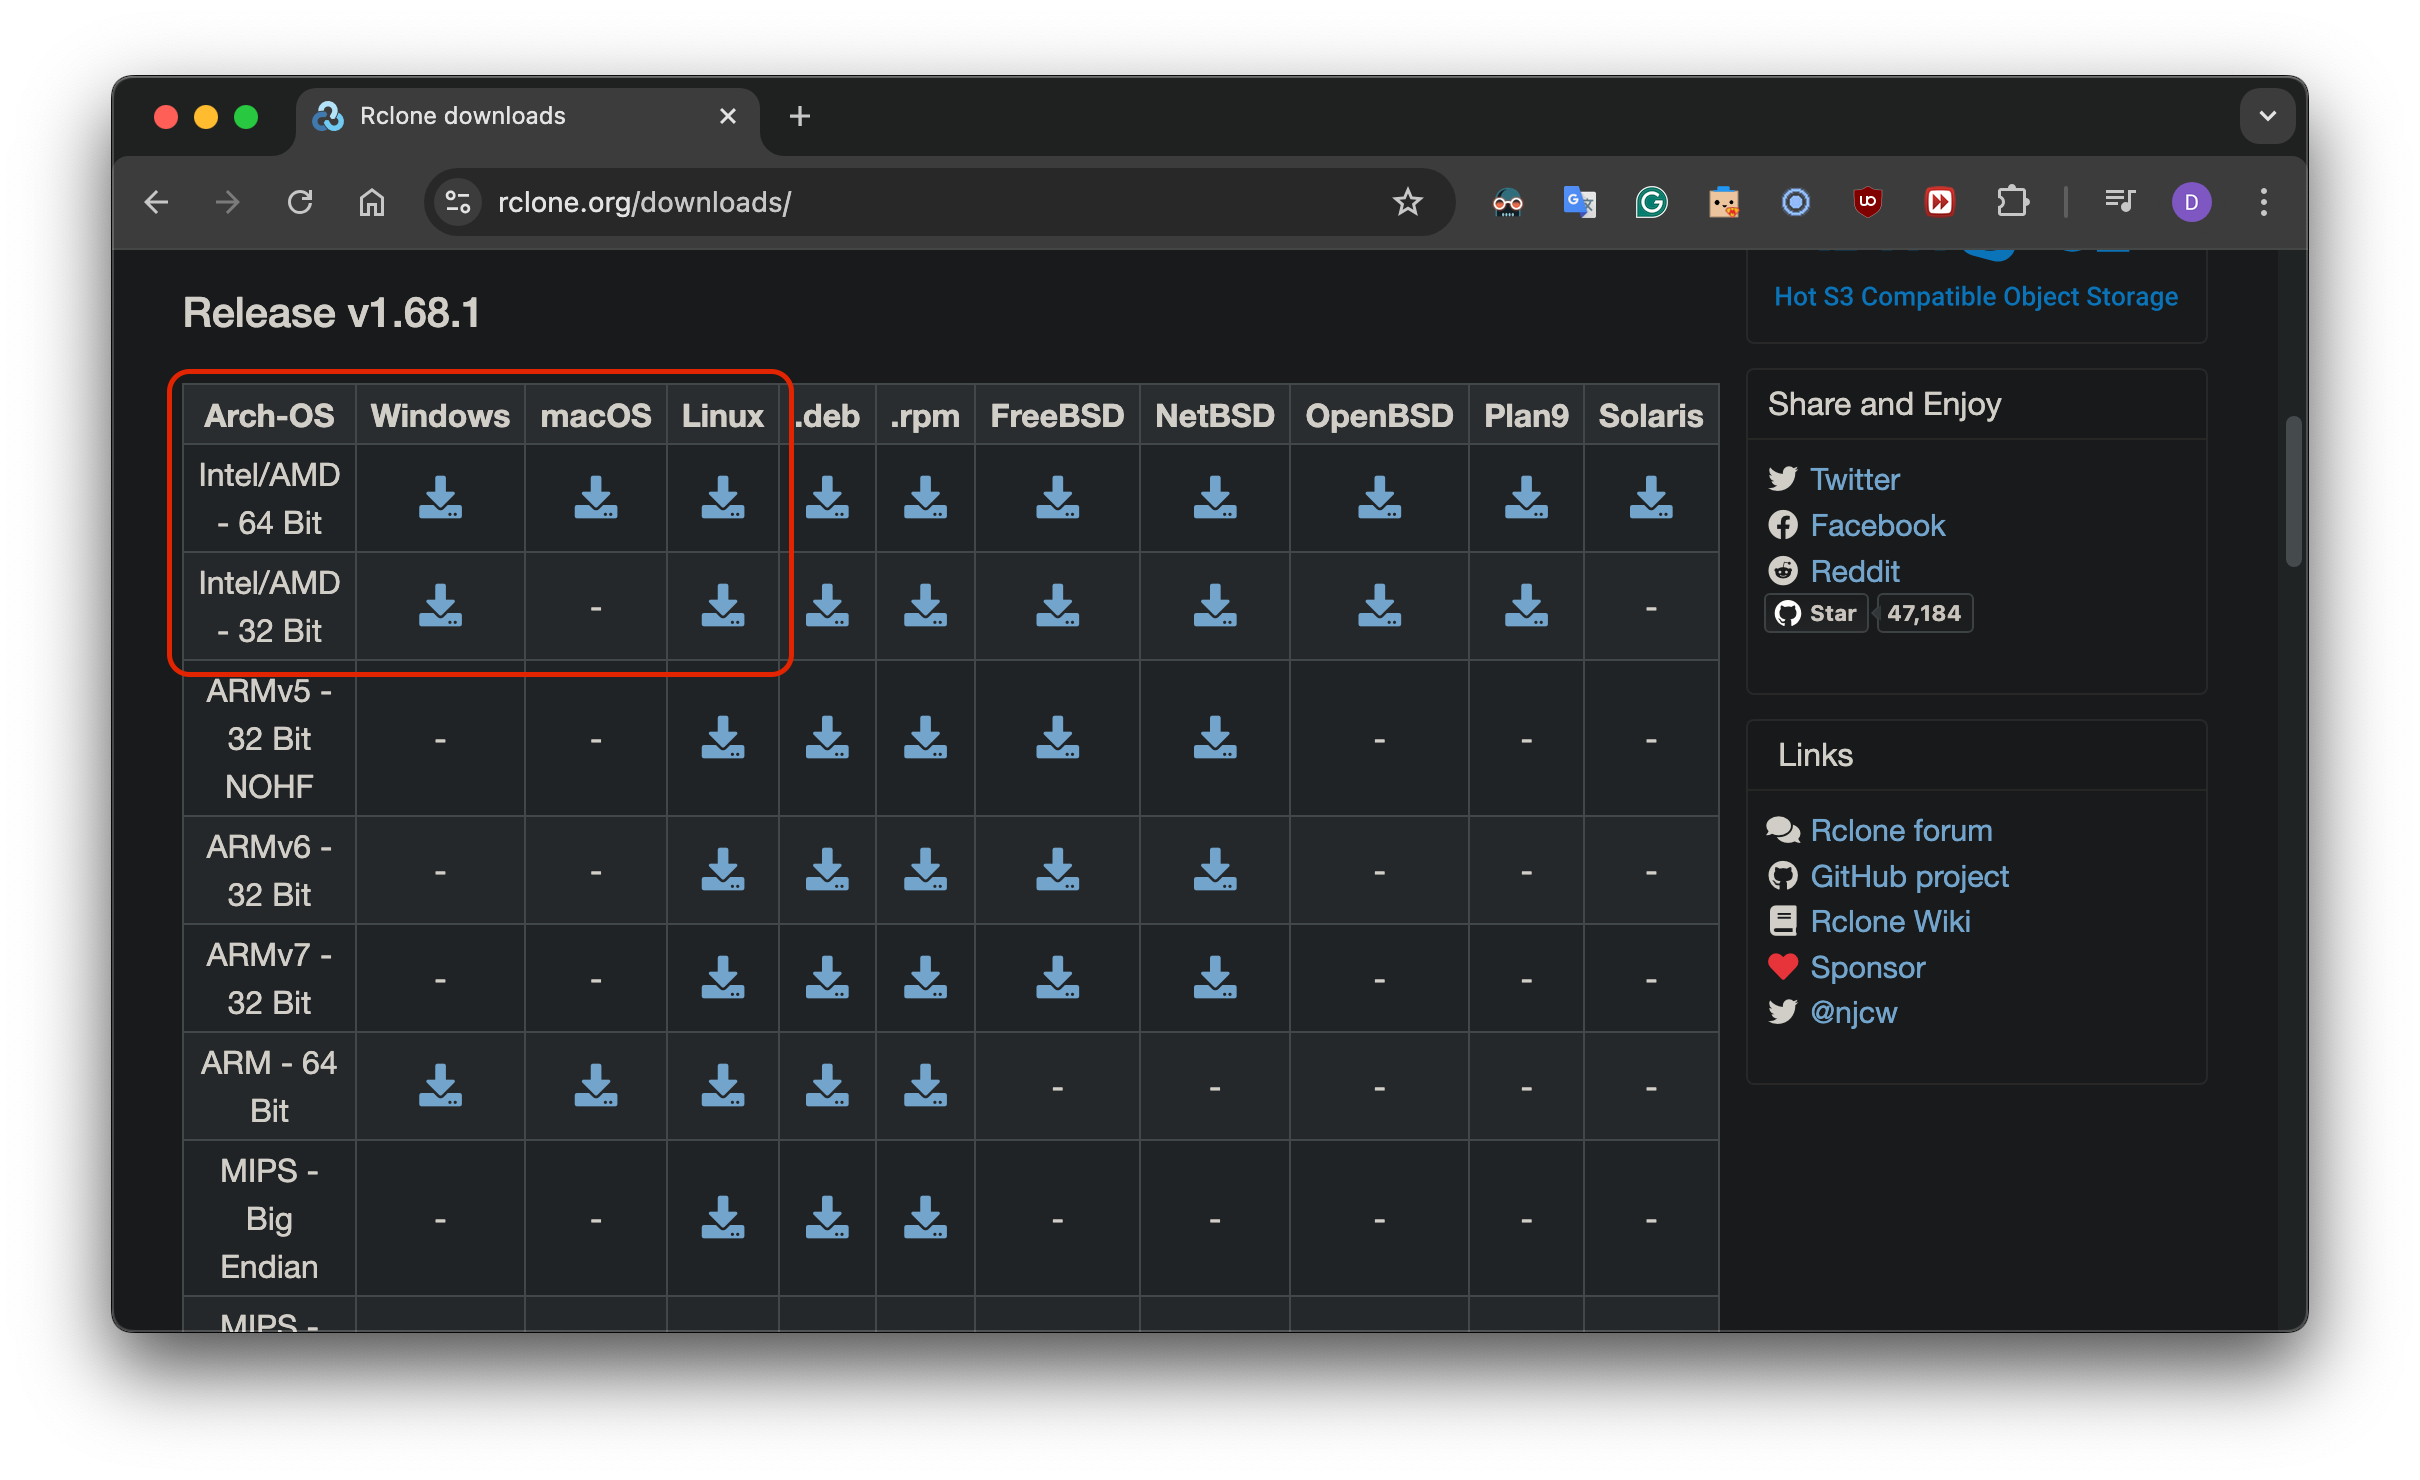 Rclone downloads
rclone.org/downloads/
D
Release v1.68.1
Arch-OS Windows macOS Linux .deb .rpm FreeBSD NetBSD OpenBSD Plan9 Solaris
Intel/AMD
- 64 Bit
Intel/AMD
- 32 Bit - -
ARMv5 -
32 Bit - - - - -
NOHF
ARMv6 -
32 Bit - - - - -
ARMv7 -
32 Bit - - - - -
ARM - 64
Bit - - - - -
MIPS -
Big - - - - - - -
Endian
MIPS -
Hot S3 Compatible Object Storage
Share and Enjoy
Twitter
Facebook
Reddit
Star 47,184
Links
Rclone forum
GitHub project
Rclone Wiki
Sponsor
@njcw